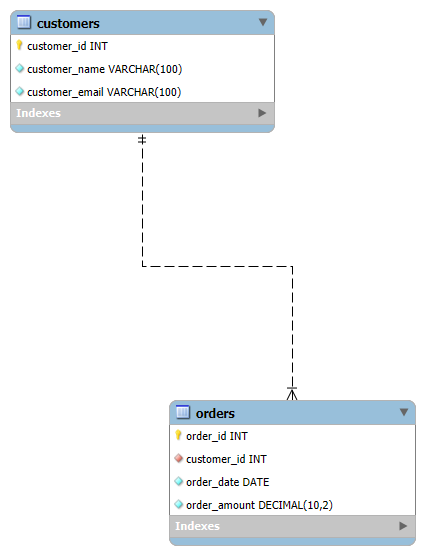 customers
customer_id INT
customer_name VARCHAR(100)
customer_email VARCHAR(100)
Indexes
orders
order_id INT
customer_id INT
order_date DATE
order_amount DECIMAL(10,2)
Indexes